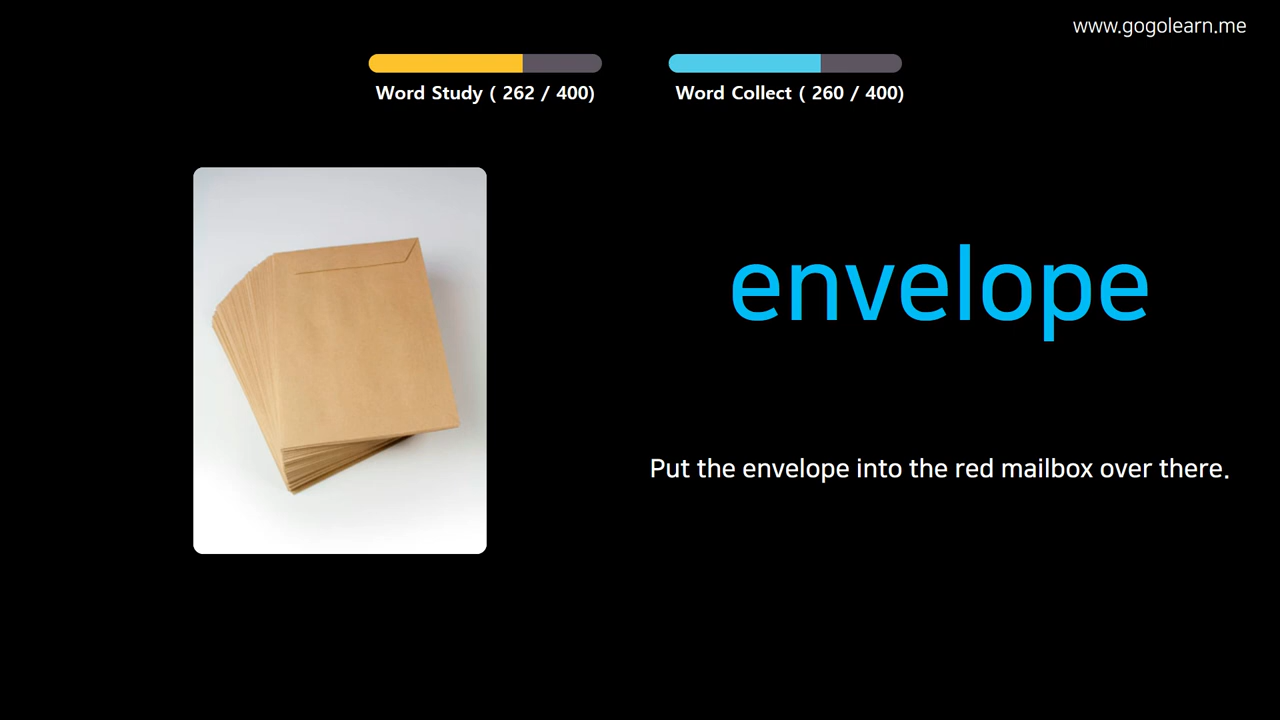 www.gogolearn.me
Word Study ( 262 / 400)
Word Collect ( 260 / 400)
envelope
Put the envelope into the red mailbox over there.